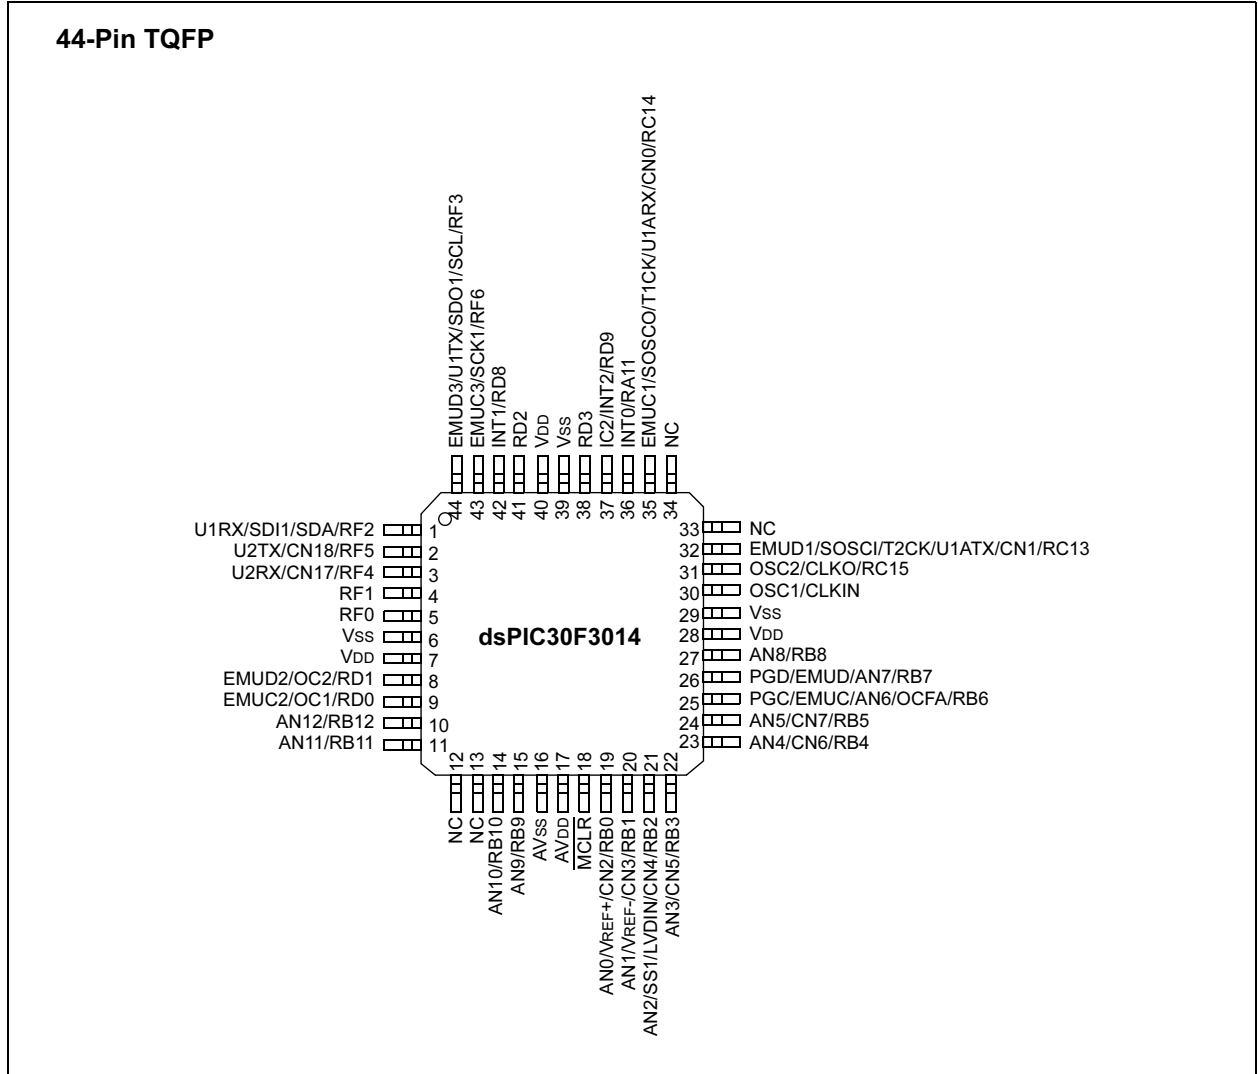 44-Pin TQFP
EMUD3/U1TX/SDO1/SCL/RF3
EMUC3/SCK1/RF6
INT1/RD8
RD2
VDD
VSS
RD3
IC2/INT2/RD9
INT0/RA11
EMUC1/SOSCO/T1CK/U1ARX/CN0/RC14
NC
44
43
42
41
40
39
38
37
36
35
34
U1RX/SDI1/SDA/RF2 1
U2TX/CN18/RF5 2
U2RX/CN17/RF4 3
RF1 4
RF0 5
VSS 6
VDD 7
EMUD2/OC2/RD1 8
EMUC2/OC1/RD0 9
AN12/RB12 10
AN11/RB11 11
dsPIC30F3014
33 NC
32 EMUD1/SOSCI/T2CK/U1ATX/CN1/RC13
31 OSC2/CLKO/RC15
30 OSC1/CLKIN
29 VSS
28 VDD
27 AN8/RB8
26 PGD/EMUD/AN7/RB7
25 PGC/EMUC/AN6/OCFA/RB6
24 AN5/CN7/RB5
23 AN4/CN6/RB4
12
13
14
15
16
17
18
19
20
21
22
NC
NC
AN10/RB10
AN9/RB9
AVSS
AVDD
MCLR
AN0/VREF+/CN2/RB0
AN1/VREF-/CN3/RB1
AN2/SS1/LVDIN/CN4/RB2
AN3/CN5/RB3